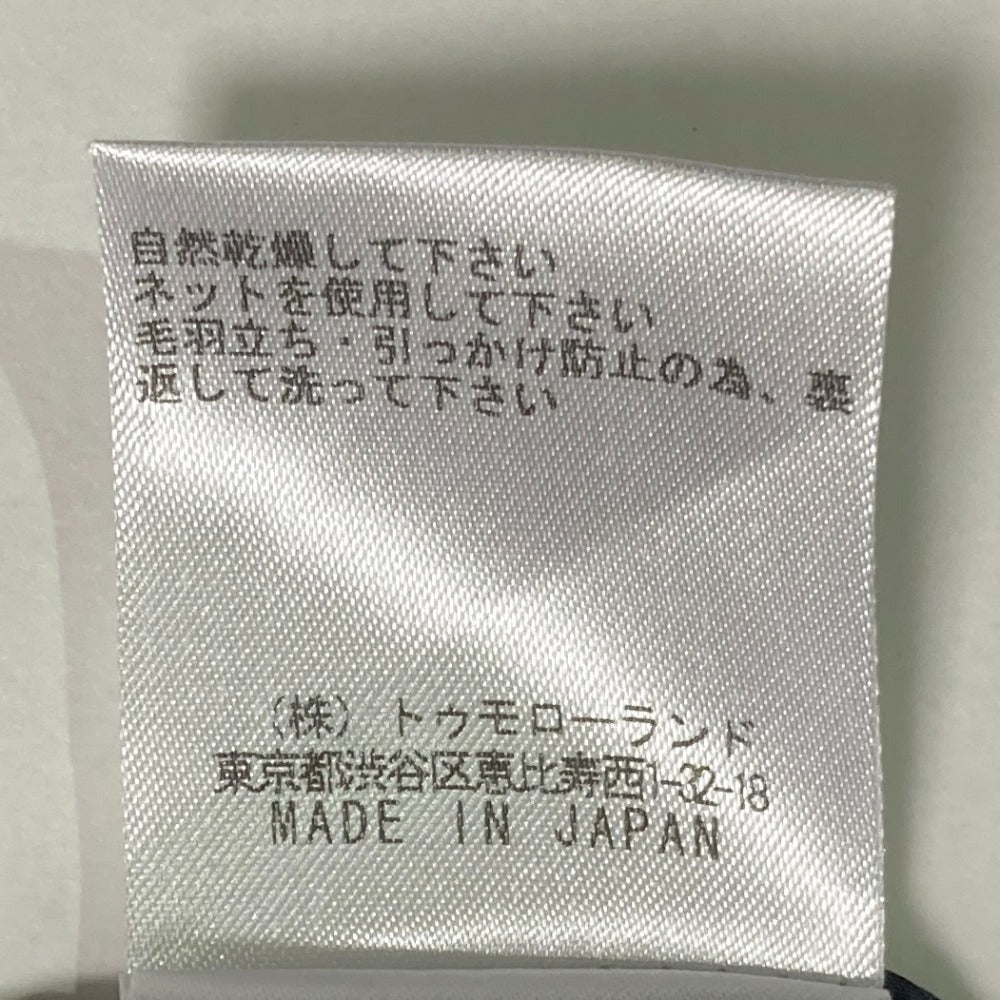 自然乾燥して下さい
ネットを使用して下さい
毛羽立ち・引っかけ防止の為、裏
返して洗って下さい
(株)トゥモローランド
東京都渋谷区恵比寿西1-32-18
MADE IN JAPAN